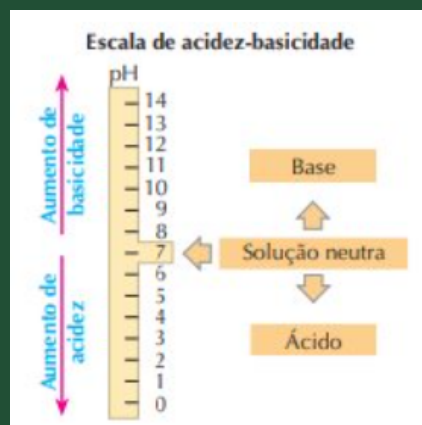 Escala de acidez-basicidade
pH
Aumento de
basicidade
Aumento de
acidez
14
13
12
11
10
9
8
7
6
5
4
3
2
1
0
Base
Solução neutra
Ácido